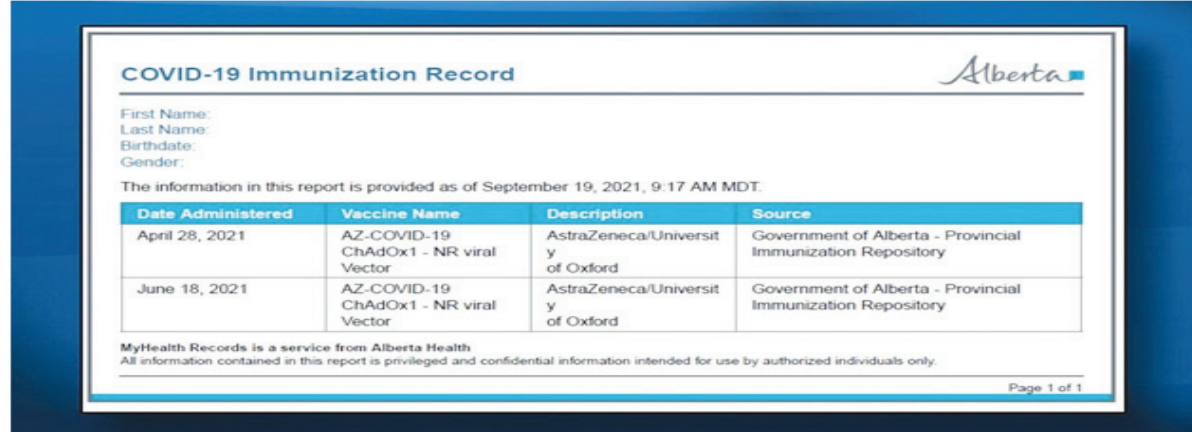 COVID-19 Immunization Record
Alberta
First Name:
Last Name:
Birthdate:
Gender:
The information in this report is provided as of September 19, 2021, 9:17 AM MDT.
Date Administered Vaccine Name Description Source
April 28, 2021 AZ-COVID-19 AstraZeneca/Universit Government of Alberta - Provincial
ChAdOx1 - NR viral y Immunization Repository
Vector of Oxford
June 18, 2021 AZ-COVID-19 AstraZeneca/Universit Government of Alberta - Provincial
ChAdOx1 - NR viral y Immunization Repository
Vector of Oxford
MyHealth Records is a service from Alberta Health
All information contained in this report is privileged and confidential information intended for use by authorized individuals only.
Page 1 of 1